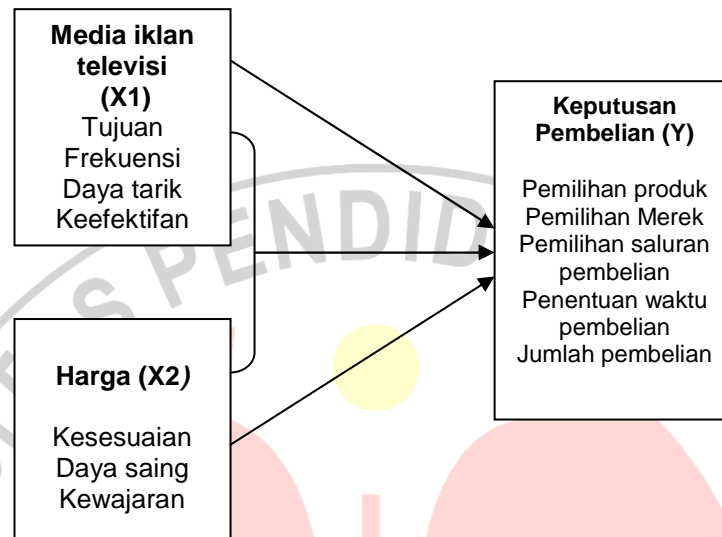 Media iklan
televisi
(X1)
Tujuan
Frekuensi
Daya tarik
Keefektifan
Harga (X2)
Kesesuaian
Daya saing
Kewajaran
Keputusan
Pembelian (Y)
Pemilihan produk
Pemilihan Merek
Pemilihan saluran
pembelian
Penentuan waktu
pembelian
Jumlah pembelian